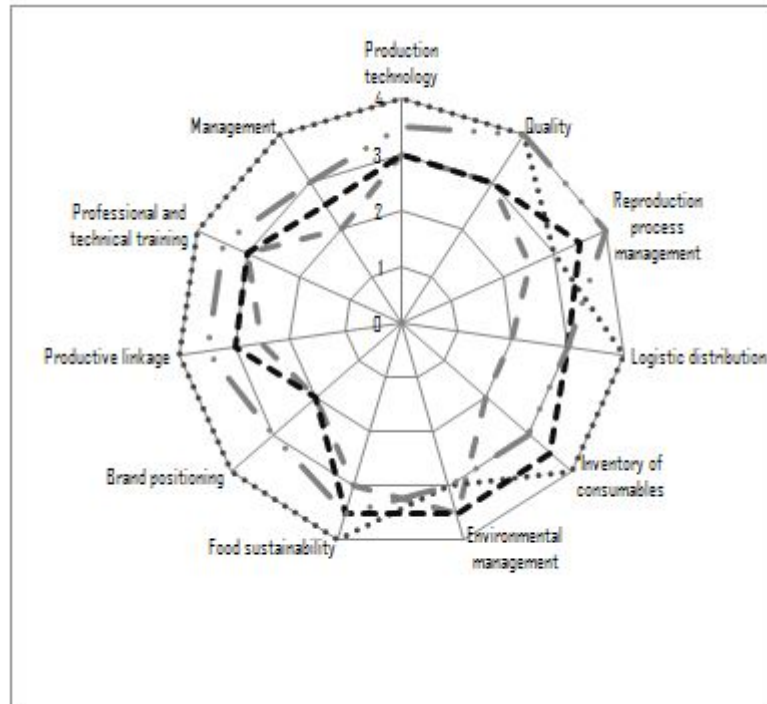 Production
technology
4
Management
Quality
3
Professional and
technical training
Reproduction
process
management
2
1
0
Productive linkage
Logistic distribution
Brand positioning
Inventory of
consumables
Food sustainability
Environmental
management